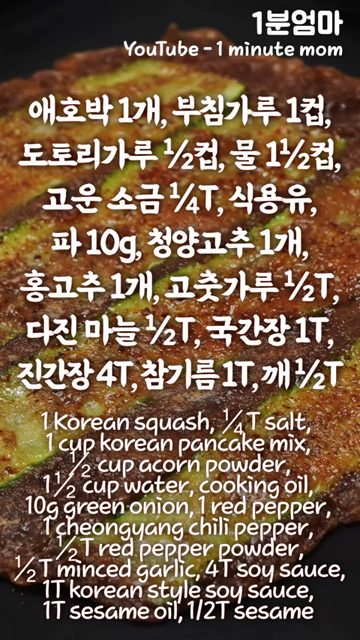 1분엄마
YouTube - 1 minute mom
애호박 1개, 부침가루 1컵,
도토리가루 ½컵, 물 1½컵,
고운 소금 ¼T, 식용유,
파 10g, 청양고추 1개,
홍고추 1개, 고춧가루 ½T,
다진 마늘 ½T, 국간장 1T,
진간장 4T, 참기름 1T, 깨 ½T
1 Korean squash, ¼T salt,
1 cup korean pancake mix,
½ cup acorn powder,
1½ cup water, cooking oil,
10g green onion, 1 red pepper,
1 cheongyang chili pepper,
½T red pepper powder,
½T minced garlic, 4T soy sauce,
1T korean style soy sauce,
1T sesame oil, 1/2T sesame